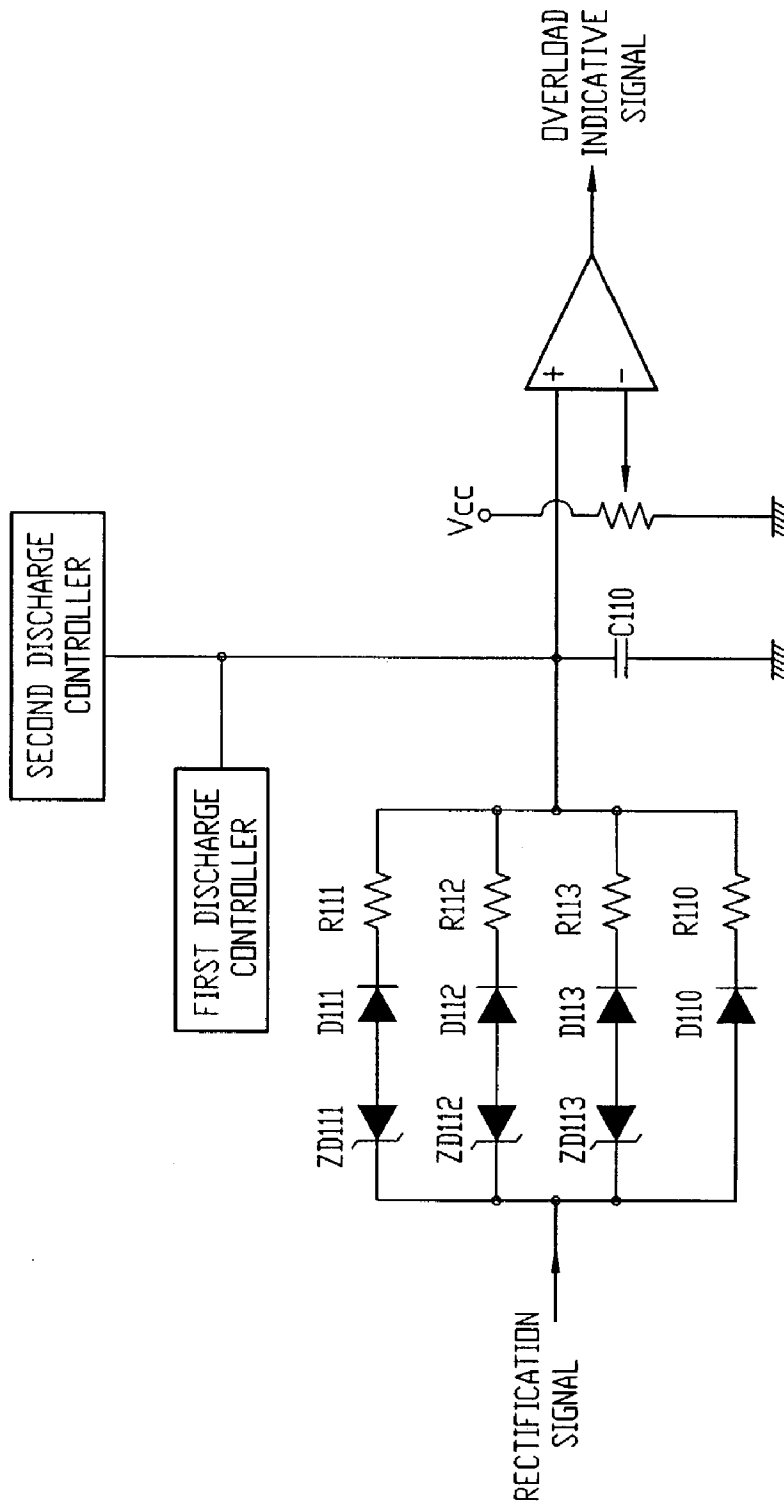 SECOND DISCHARGE
CONTROLLER
FIRST DISCHARGE
CONTROLLER
ZD111
D111
R111
ZD112
D112
R112
ZD113
D113
R113
D110
R110
RECTIFICATION
SIGNAL
C110
Vcc
+
−
OVERLOAD
INDICATIVE
SIGNAL